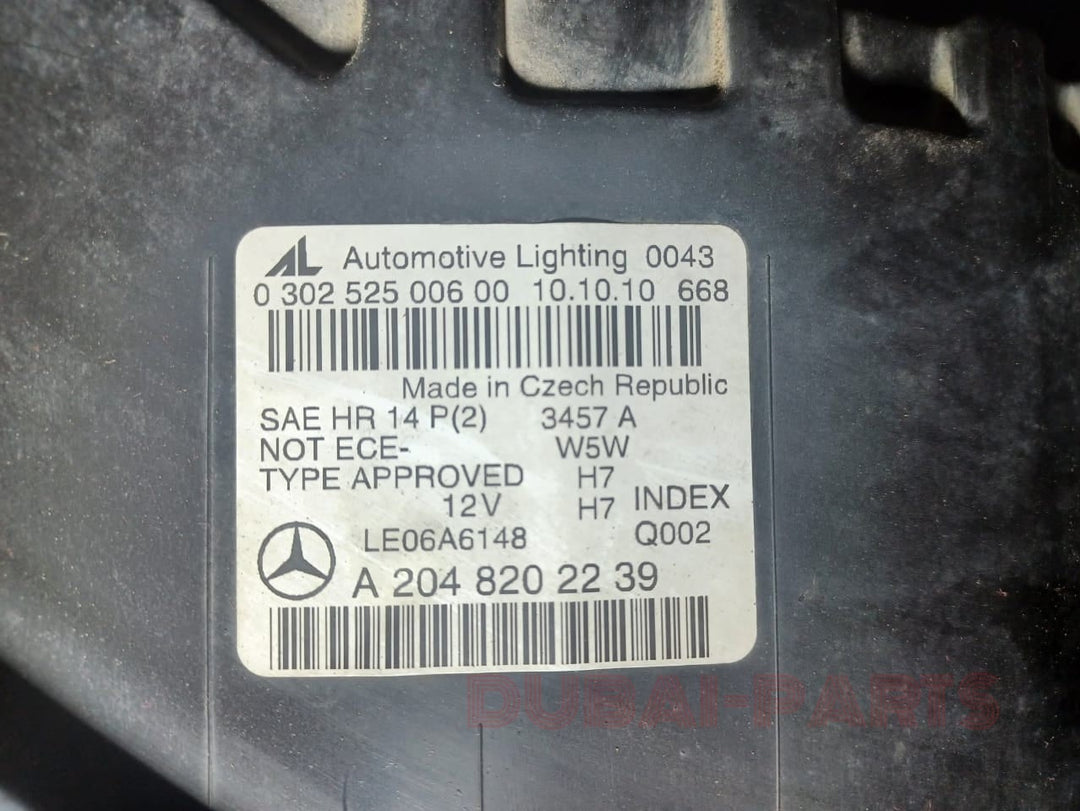 AL Automotive Lighting 0043
0 302 525 006 00 10.10.10 668
Made in Czech Republic
SAE HR 14 P(2) 3457 A
NOT ECE- W5W
TYPE APPROVED H7
12V H7 INDEX
LE06A6148 Q002
A 204 820 22 39
DUBAI-PARTS